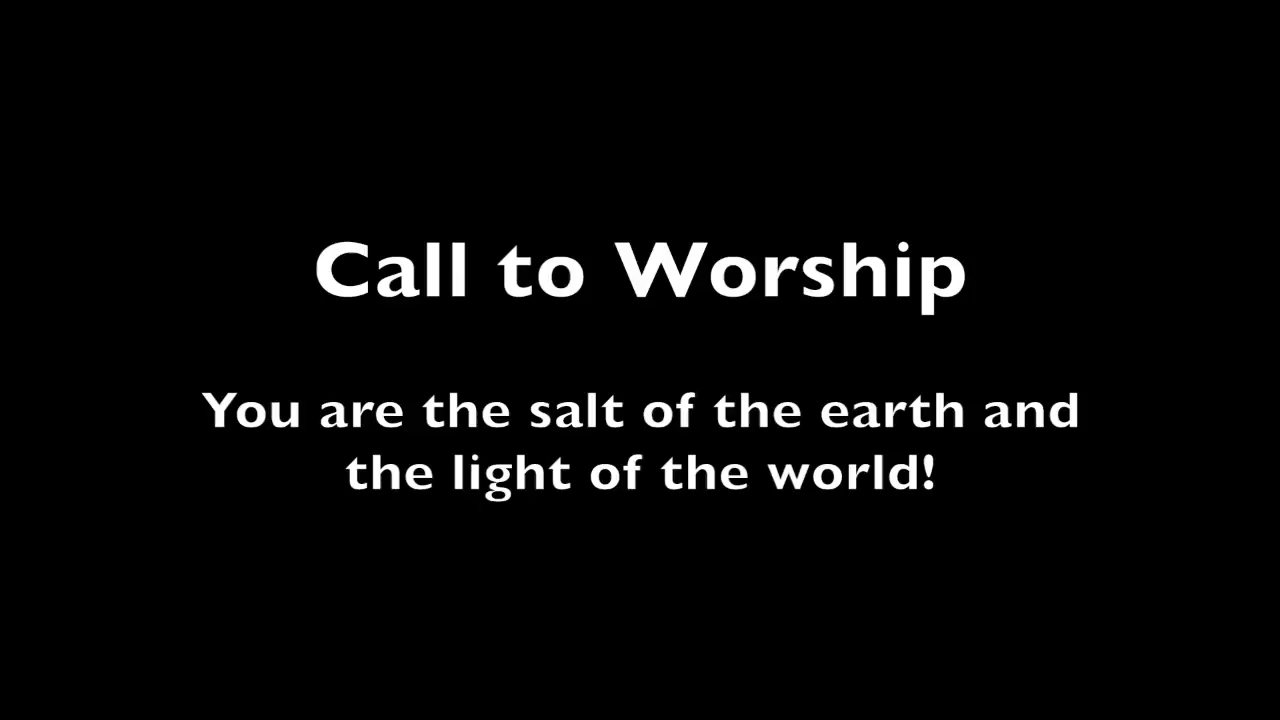 Call to Worship
You are the salt of the earth and
the light of the world!